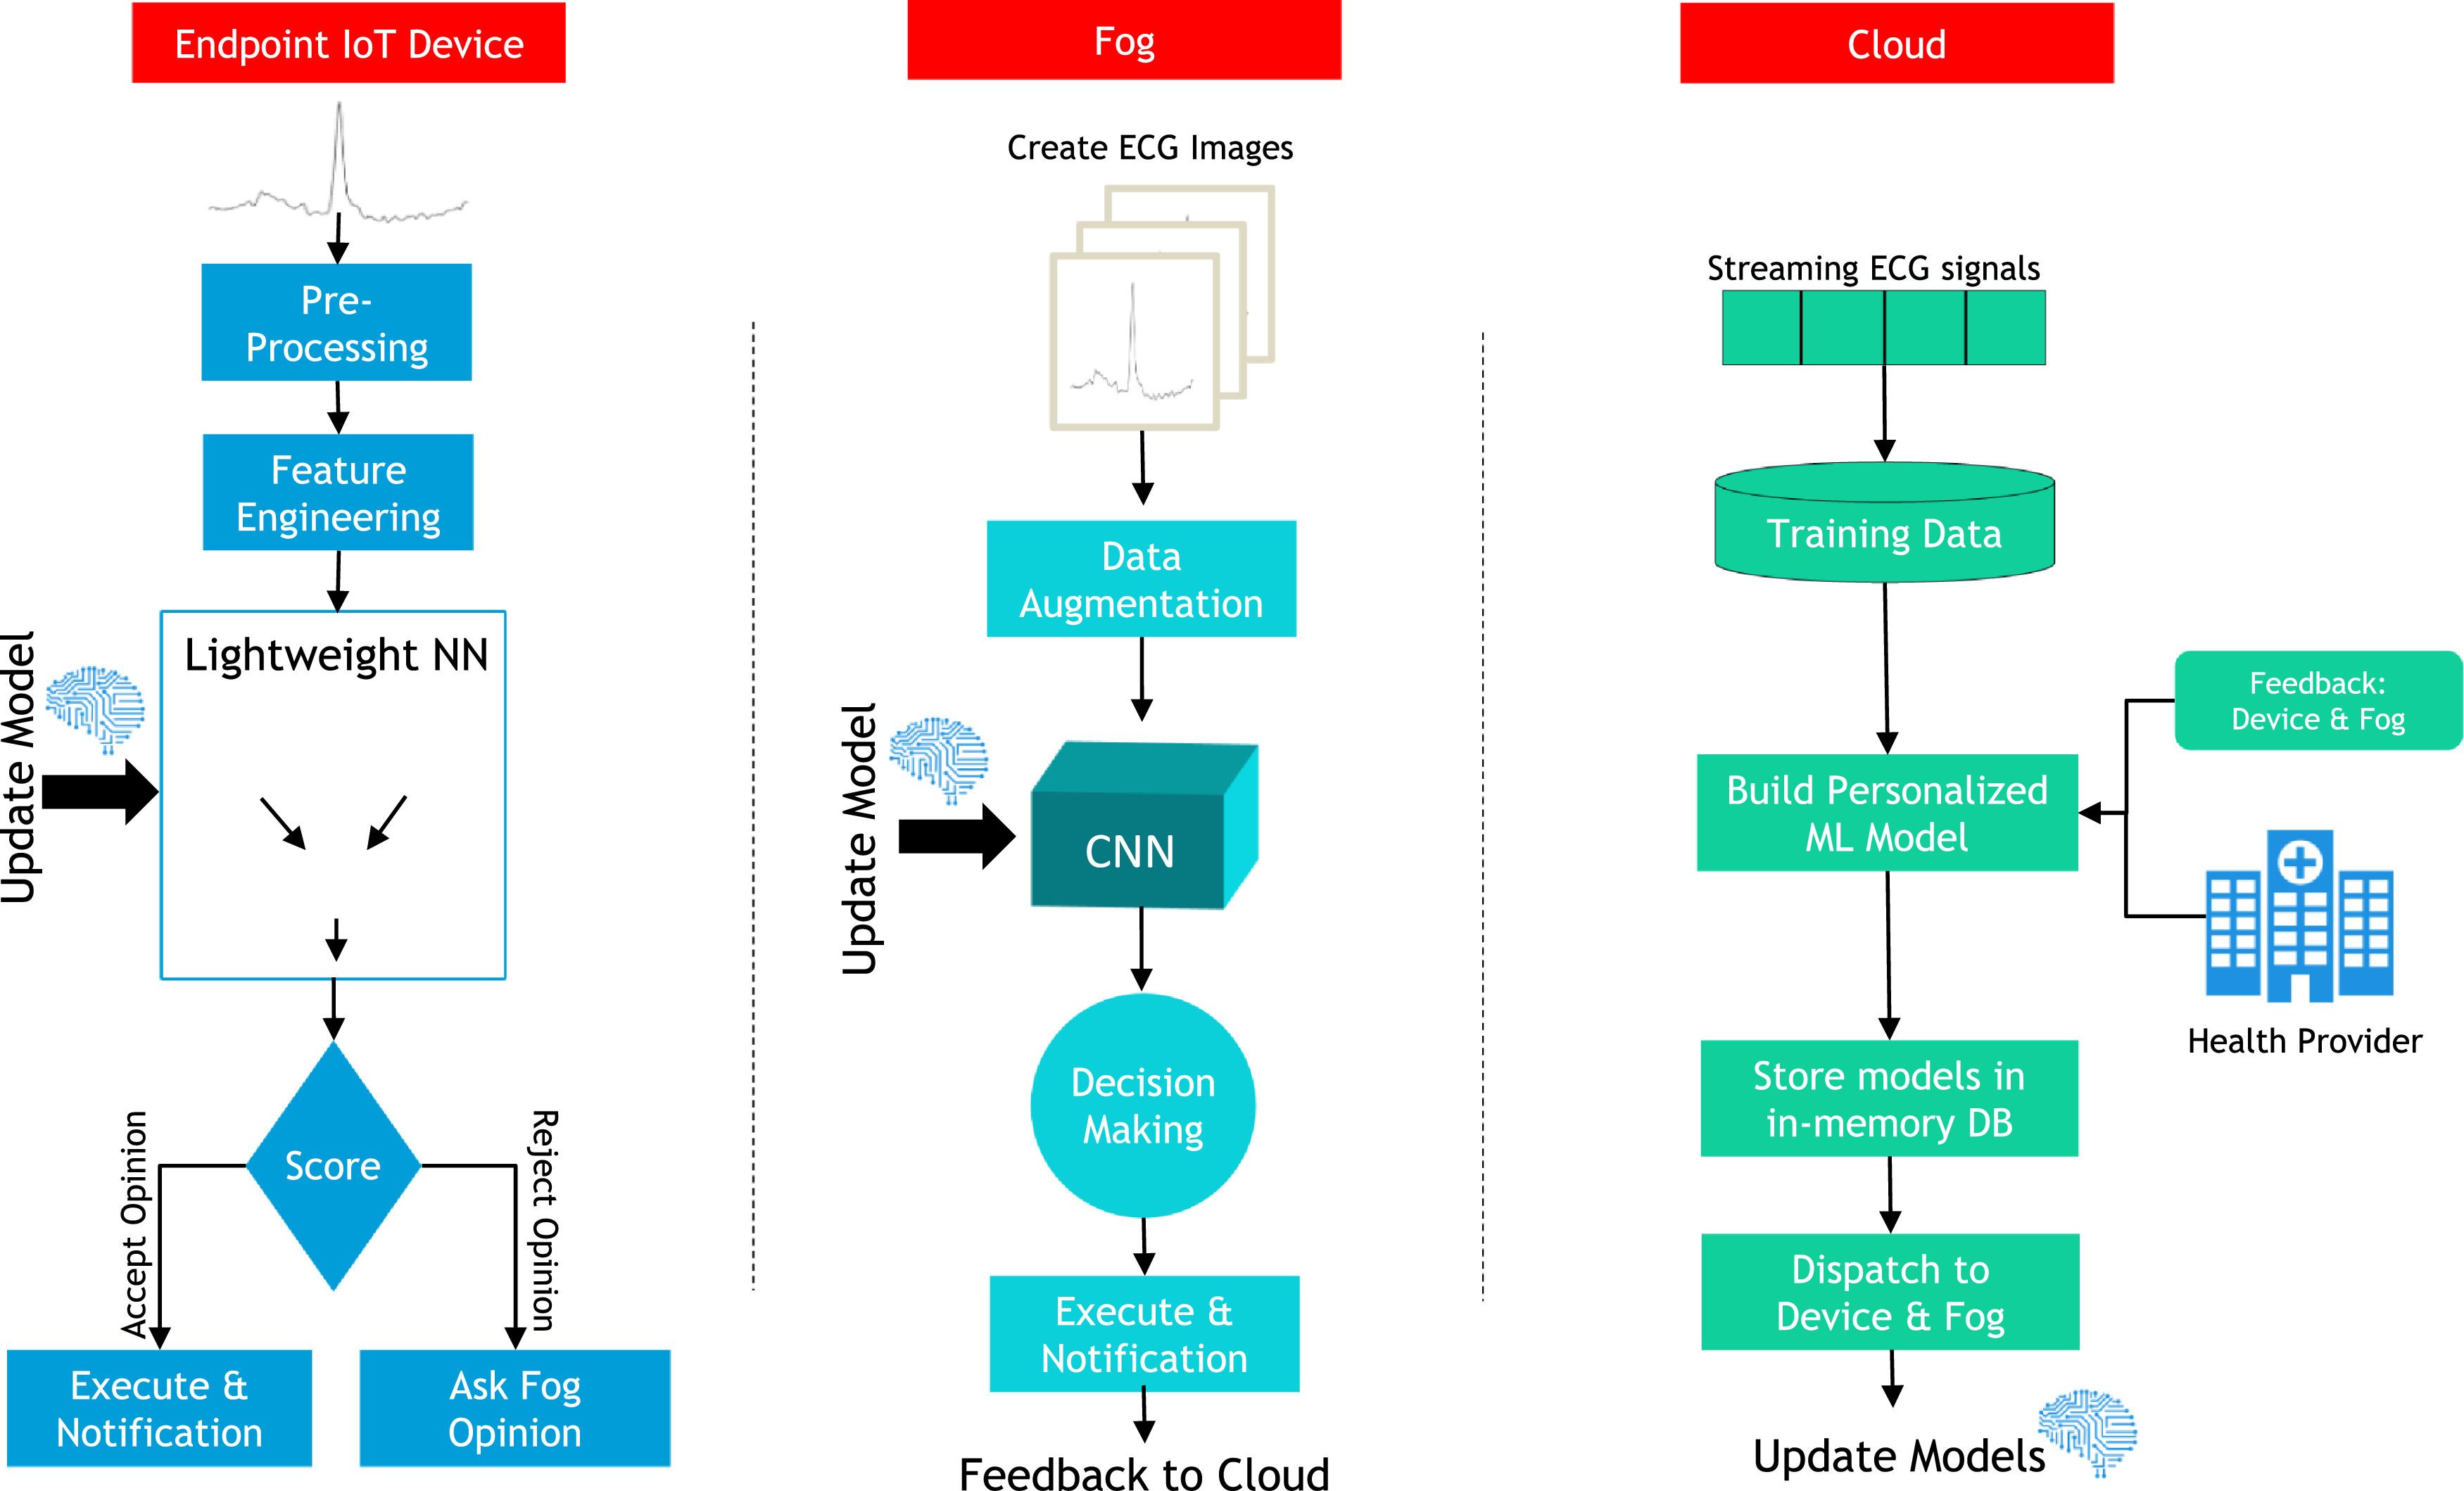 Endpoint IoT Device
Pre-
Processing
Feature
Engineering
Lightweight NN
Update Model
Score
Accept Opinion
Reject Opinion
Execute &
Notification
Ask Fog
Opinion
Fog
Create ECG Images
Data
Augmentation
Update Model
CNN
Decision
Making
Execute &
Notification
Feedback to Cloud
Cloud
Streaming ECG signals
Training Data
Feedback:
Device & Fog
Build Personalized
ML Model
Health Provider
Store models in
in-memory DB
Dispatch to
Device & Fog
Update Models